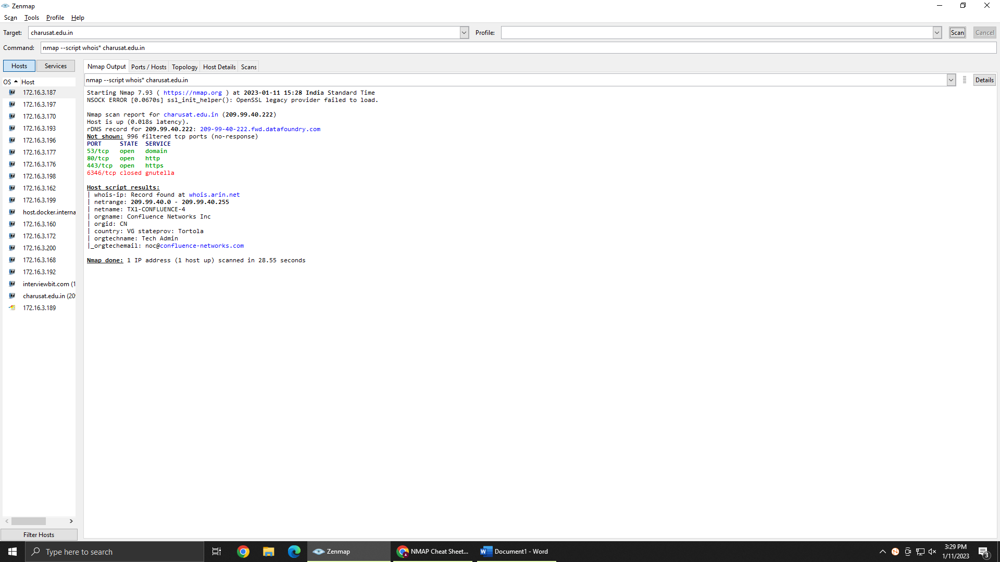 Zenmap
Scan Tools Profile Help
Target: charusat.edu.in Profile: Scan Cancel
Command: nmap --script whois* charusat.edu.in
Hosts Services
Nmap Output Ports / Hosts Topology Host Details Scans
OS Host
nmap --script whois* charusat.edu.in Details
172.16.3.187
172.16.3.197
172.16.3.170
172.16.3.193
172.16.3.196
172.16.3.177
172.16.3.176
172.16.3.198
172.16.3.162
172.16.3.199
host.docker.interna
172.16.3.160
172.16.3.172
172.16.3.200
172.16.3.168
172.16.3.192
interviewbit.com (1
charusat.edu.in (20
172.16.3.189
Filter Hosts
Starting Nmap 7.93 ( https://nmap.org ) at 2023-01-11 15:28 India Standard Time
NSOCK ERROR [0.0670s] ssl_init_helper(): OpenSSL legacy provider failed to load.
Nmap scan report for charusat.edu.in (209.99.40.222)
Host is up (0.018s latency).
rDNS record for 209.99.40.222: 209-99-40-222.fwd.datafoundry.com
Not shown: 996 filtered tcp ports (no-response)
PORT STATE SERVICE
53/tcp open domain
80/tcp open http
443/tcp open https
6346/tcp closed gnutella
Host script results:
| whois-ip: Record found at whois.arin.net
| netrange: 209.99.40.0 - 209.99.40.255
| netname: TX1-CONFLUENCE-4
| orgname: Confluence Networks Inc
| orgid: CN
| country: VG stateprov: Tortola
| orgtechname: Tech Admin
|_orgtechemail: noc@confluence-networks.com
Nmap done: 1 IP address (1 host up) scanned in 28.55 seconds
Type here to search
Zenmap
NMAP Cheat Sheet...
Document1 - Word
3:29 PM
1/11/2023
3